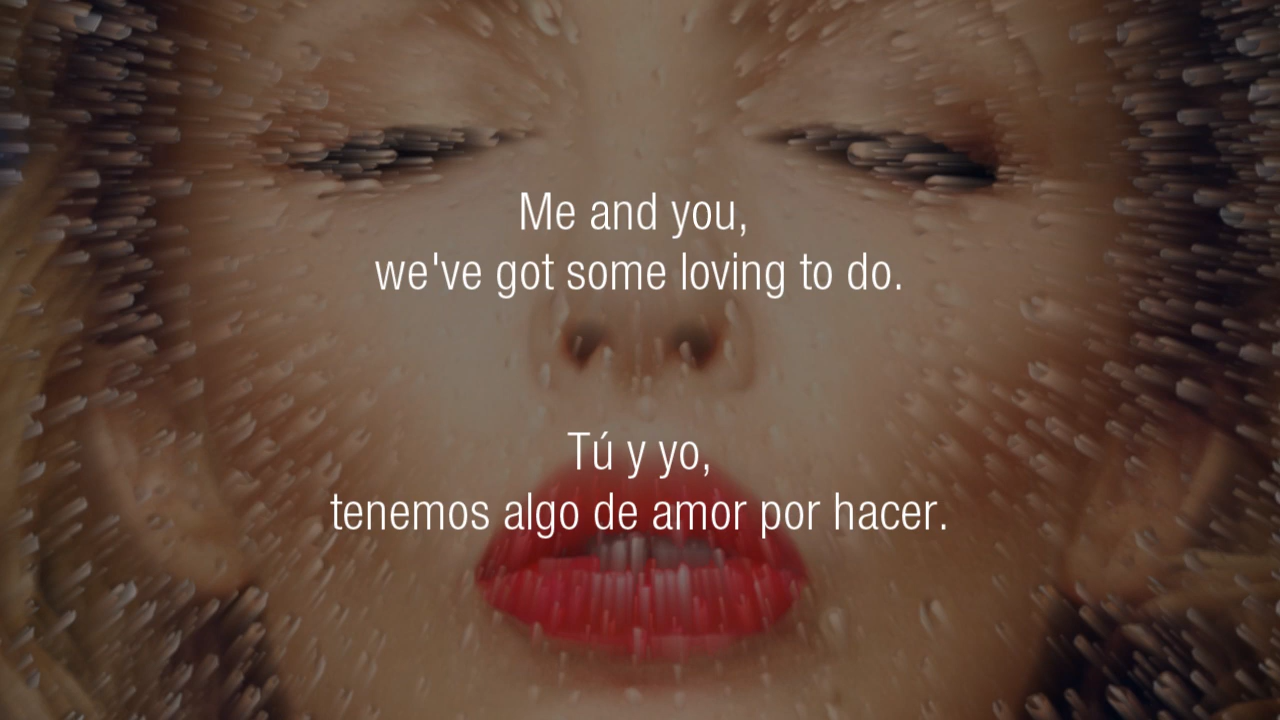 Me and you,
we've got some loving to do.
Tú y yo,
tenemos algo de amor por hacer.